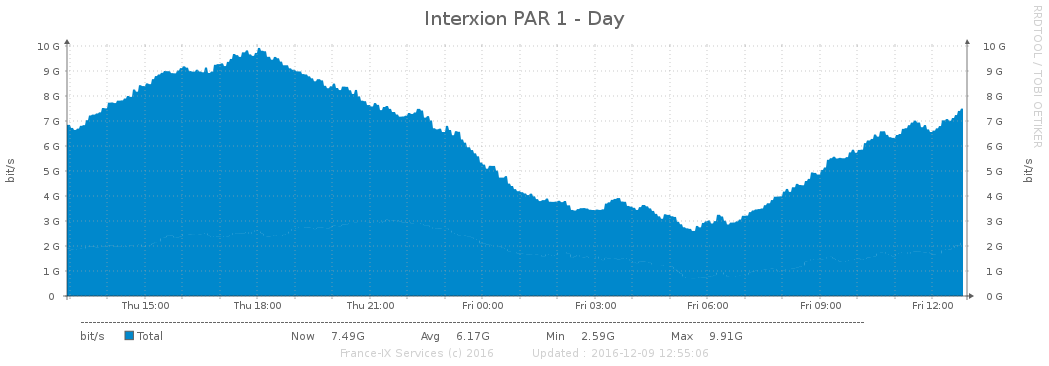 Interxion PAR 1 - Day
RRDTOOL / TOBI OETIKER
bit/s
bit/s
10 G 10 G
9 G 9 G
8 G 8 G
7 G 7 G
6 G 6 G
5 G 5 G
4 G 4 G
3 G 3 G
2 G 2 G
1 G 1 G
0 0 G
Thu 15:00 Thu 18:00 Thu 21:00 Fri 00:00 Fri 03:00 Fri 06:00 Fri 09:00 Fri 12:00
bit/s Total Now 7.49G Avg 6.17G Min 2.59G Max 9.91G
France-IX Services (c) 2016 Updated : 2016-12-09 12:55:06